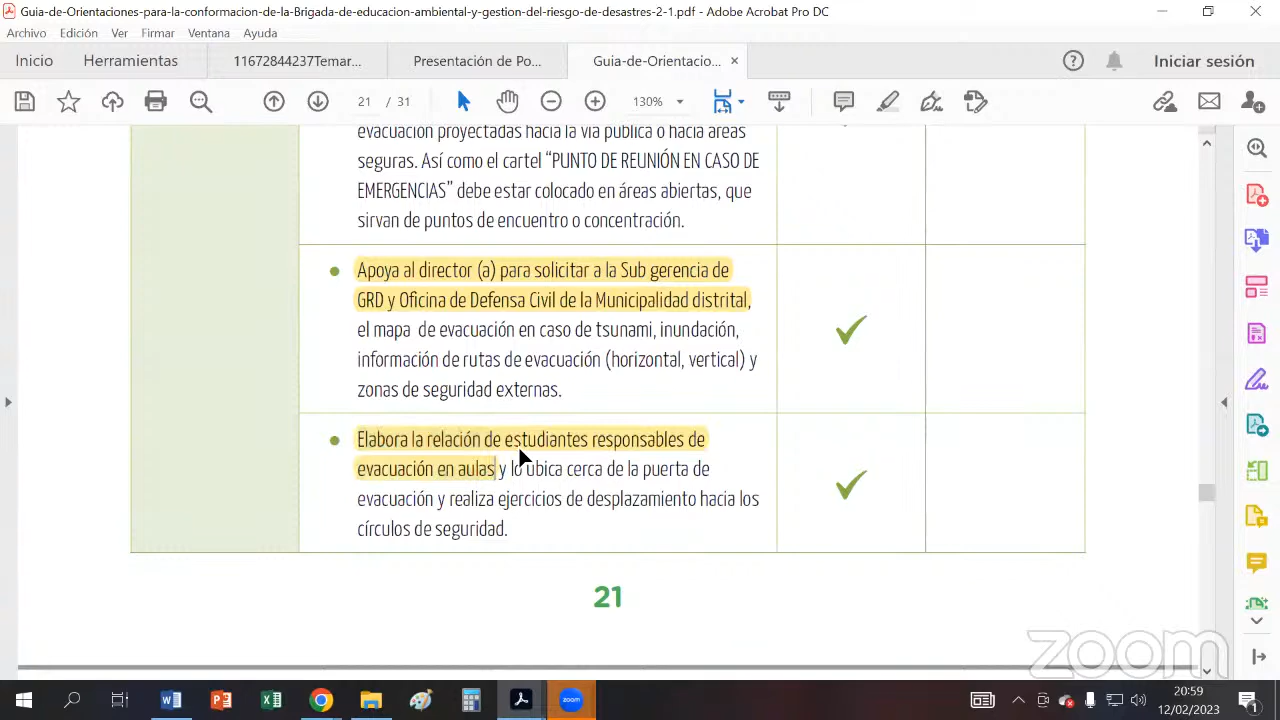 Guia-de-Orientaciones-para-la-conformacion-de-la-Brigada-de-educacion-ambiental-y-gestion-del-riesgo-de-desastres-2-1.pdf - Adobe Acrobat Pro DC
Archivo Edición Ver Firmar Ventana Ayuda
Inicio Herramientas 11672844237Temar... Presentación de Po... Guia-de-Orientacio... ×
Iniciar sesión
21 / 31 130%
evacuación proyectadas hacia la vía pública o hacia áreas
seguras. Así como el cartel “PUNTO DE REUNIÓN EN CASO DE
EMERGENCIAS” debe estar colocado en áreas abiertas, que
sirvan de puntos de encuentro o concentración.
• Apoya al director (a) para solicitar a la Sub gerencia de
GRD y Oficina de Defensa Civil de la Municipalidad distrital,
el mapa de evacuación en caso de tsunami, inundación,
información de rutas de evacuación (horizontal, vertical) y
zonas de seguridad externas.
• Elabora la relación de estudiantes responsables de
evacuación en aulas y lo ubica cerca de la puerta de
evacuación y realiza ejercicios de desplazamiento hacia los
círculos de seguridad.
21
zoom
zoom
20:59
12/02/2023
1